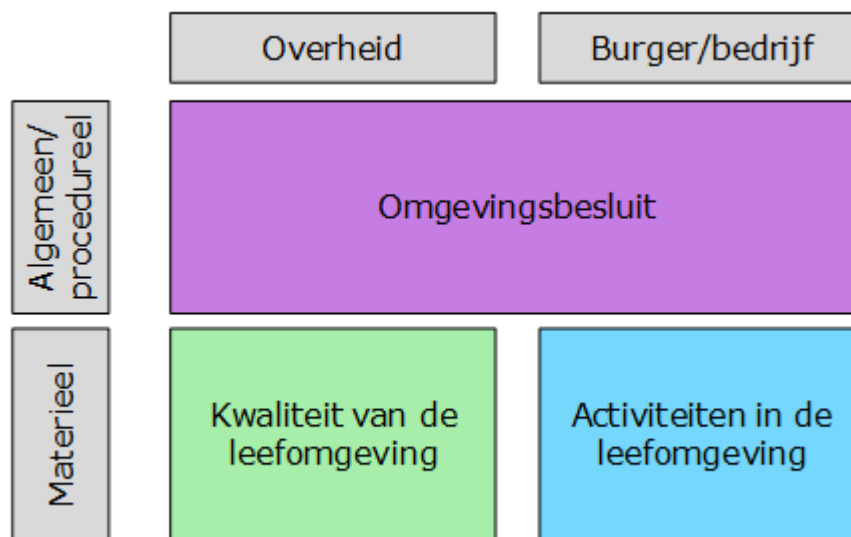 Overheid
Burger/bedrijf
Algemeen/
procedureel
Omgevingsbesluit
Materieel
Kwaliteit van de
leefomgeving
Activiteiten in de
leefomgeving